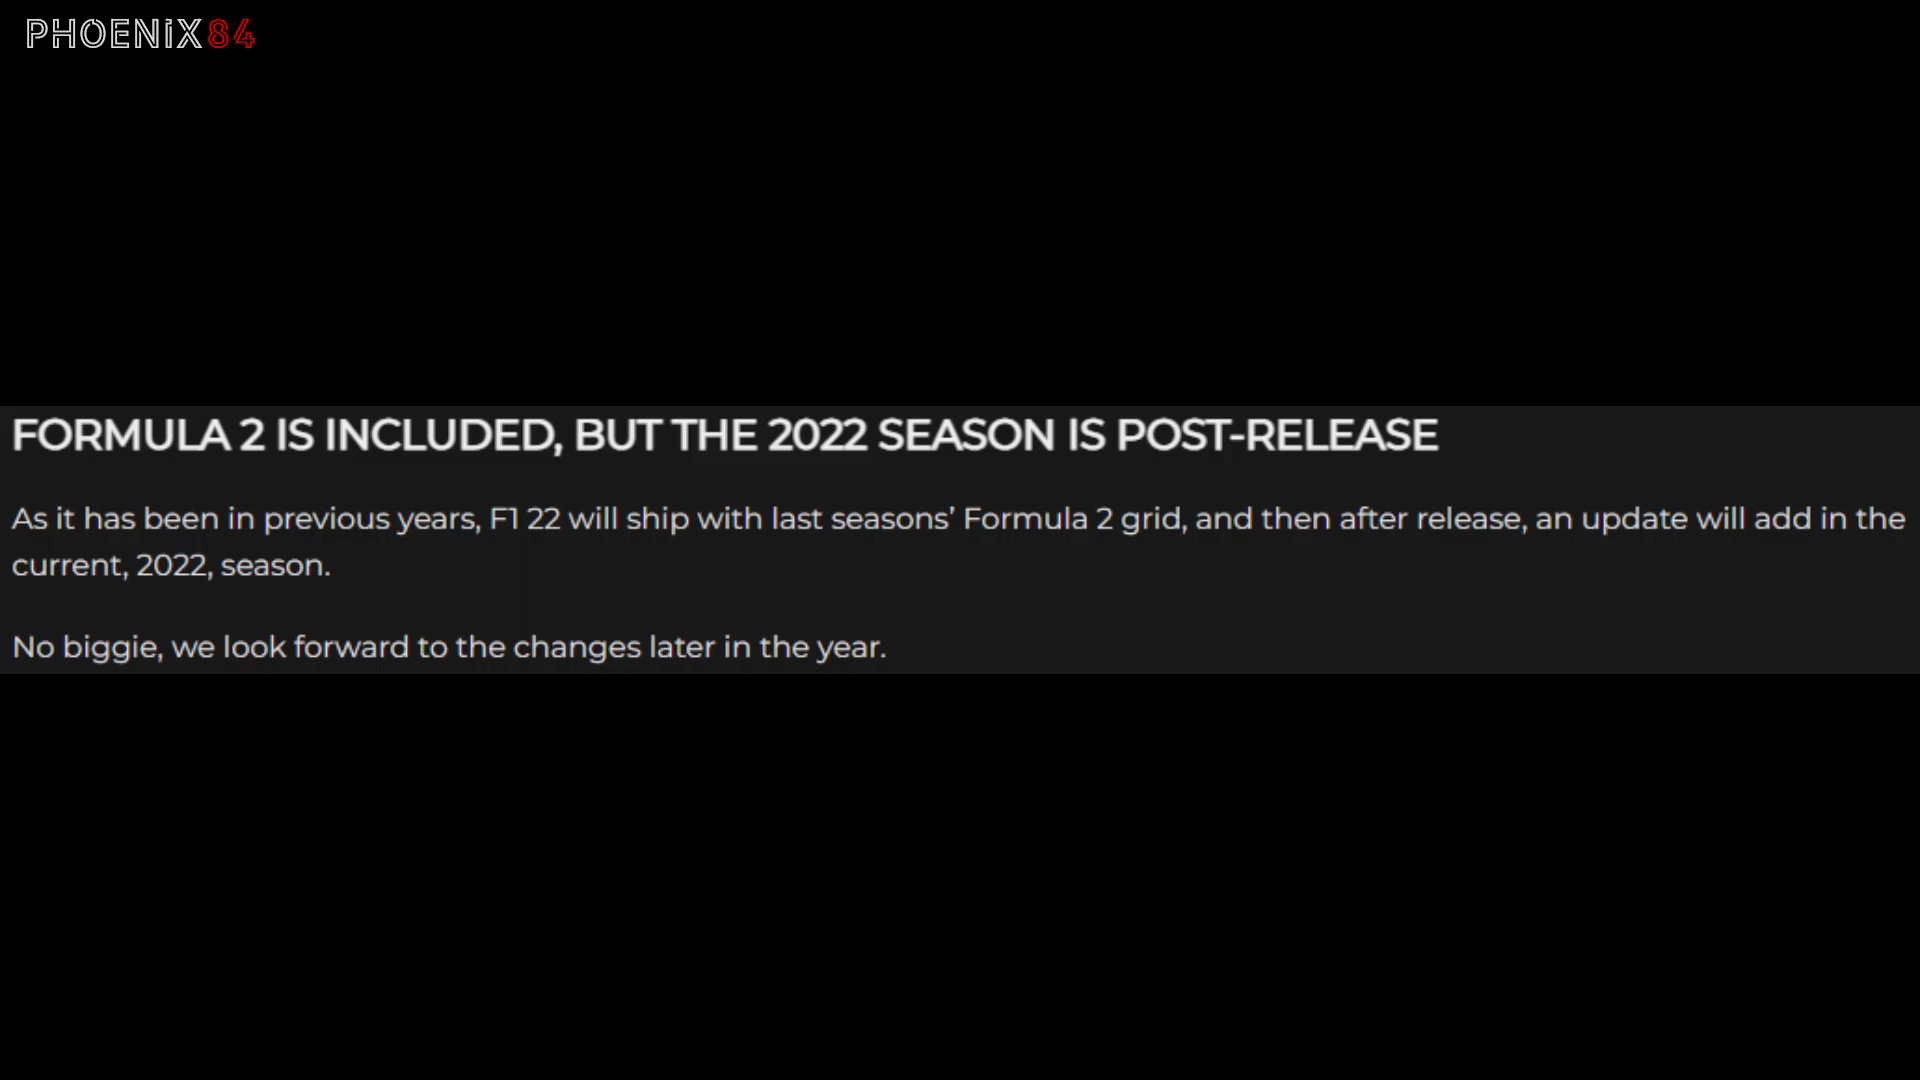 PHOENiX84
FORMULA 2 IS INCLUDED, BUT THE 2022 SEASON IS POST-RELEASE
As it has been in previous years, F1 22 will ship with last seasons’ Formula 2 grid, and then after release, an update will add in the
current, 2022, season.
No biggie, we look forward to the changes later in the year.